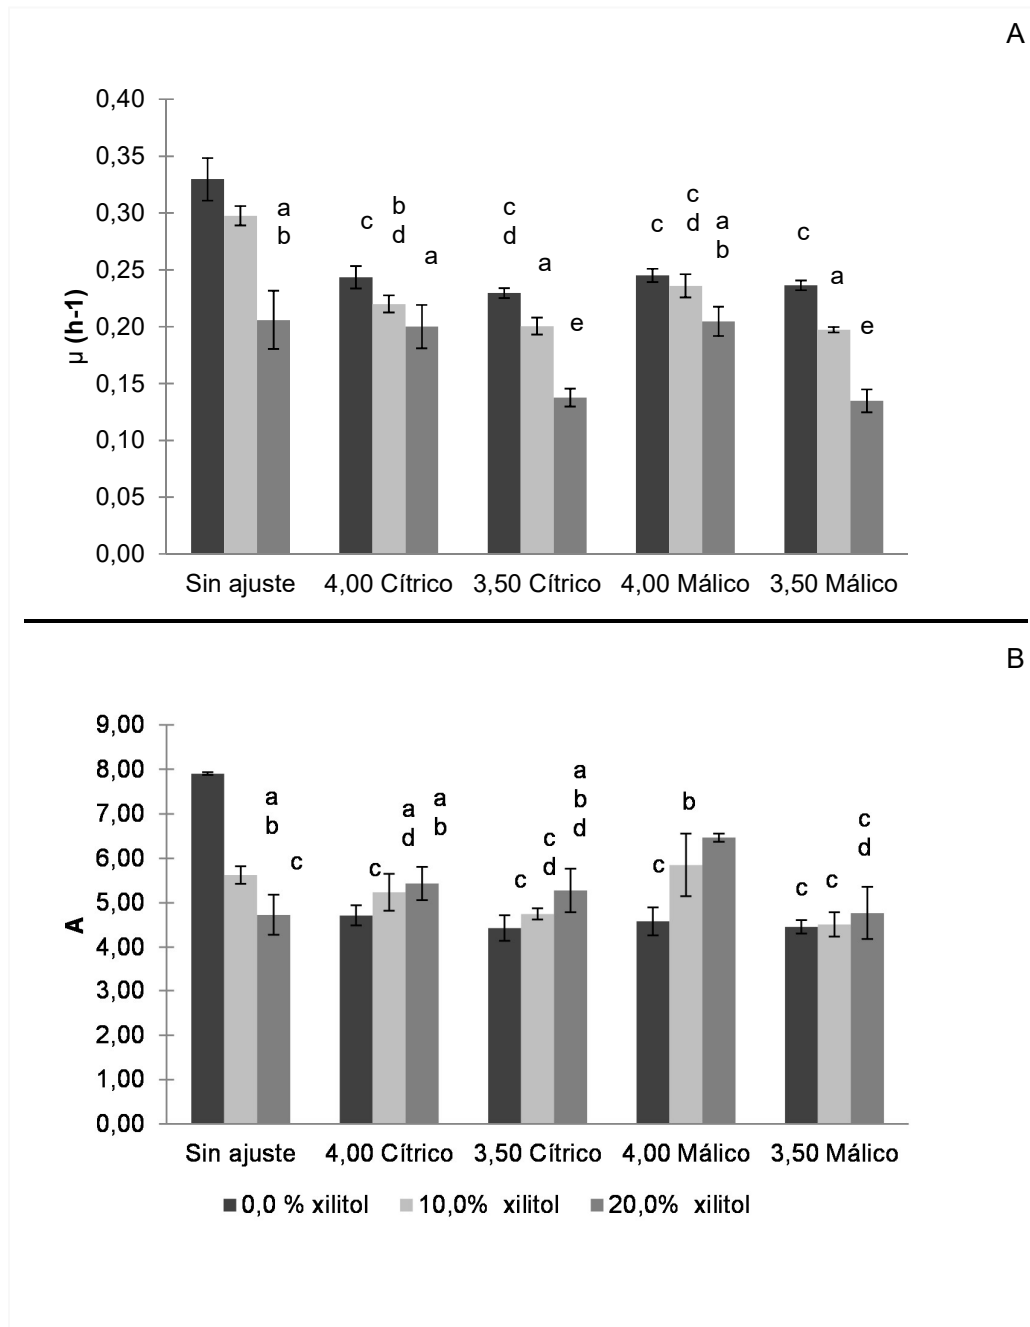 A
0,40
0,35
0,30
0,25
0,20
0,15
0,10
0,05
0,00
μ (h-1)
a
b
c
b
d
a
c
d
a
e
c
c
d
a
b
c
a
e
Sin ajuste 4,00 Cítrico 3,50 Cítrico 4,00 Málico 3,50 Málico
B
9,00
8,00
7,00
6,00
5,00
4,00
3,00
2,00
1,00
0,00
A
a
b
c
c
a
d
a
b
c
c
d
a
b
d
c
b
c
c
c
d
Sin ajuste 4,00 Cítrico 3,50 Cítrico 4,00 Málico 3,50 Málico
0,0 % xilitol 10,0% xilitol 20,0% xilitol